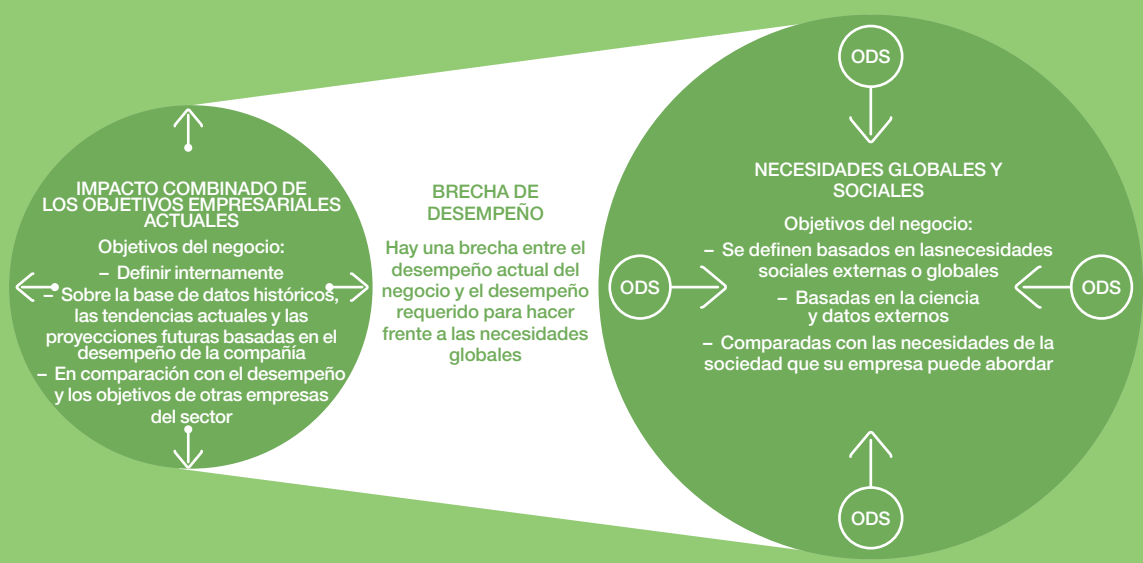 IMPACTO COMBINADO DE
LOS OBJETIVOS EMPRESARIALES
ACTUALES
Objetivos del negocio:
– Definir internamente
– Sobre la base de datos históricos,
las tendencias actuales y las
proyecciones futuras basadas en el
desempeño de la compañía
– En comparación con el desempeño
y los objetivos de otras empresas
del sector
BRECHA DE
DESEMPEÑO
Hay una brecha entre el
desempeño actual del
negocio y el desempeño
requerido para hacer
frente a las necesidades
globales
ODS
NECESIDADES GLOBALES Y
SOCIALES
Objetivos del negocio:
– Se definen basados en lasnecesidades
sociales externas o globales
– Basadas en la ciencia
y datos externos
– Comparadas con las necesidades de la
sociedad que su empresa puede abordar
ODS
ODS
ODS